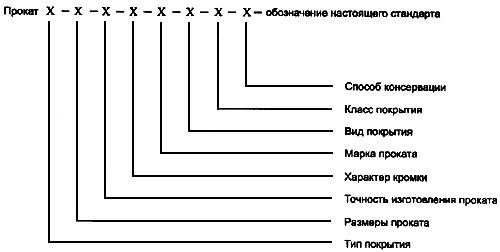 Прокат X – X – X – X – X – X – X – X – обозначение настоящего стандарта
Способ консервации
Класс покрытия
Вид покрытия
Марка проката
Характер кромки
Точность изготовления проката
Размеры проката
Тип покрытия